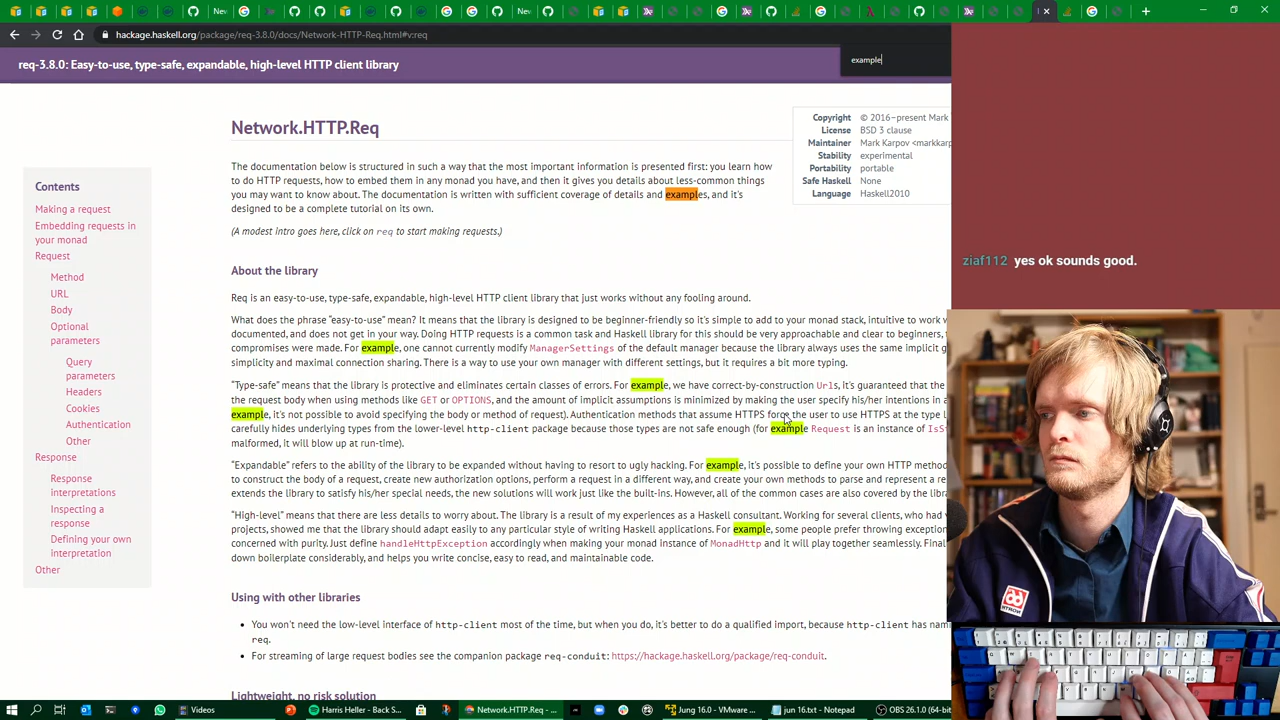 New
New
hackage.haskell.org/package/req-3.8.0/docs/Network-HTTP-Req.html#v:req
req-3.8.0: Easy-to-use, type-safe, expandable, high-level HTTP client library
example
Network.HTTP.Req
Copyright © 2016–present Mark
License BSD 3 clause
Maintainer Mark Karpov <markkarp
Stability experimental
Portability portable
Safe Haskell None
Language Haskell2010
The documentation below is structured in such a way that the most important information is presented first: you learn how
to do HTTP requests, how to embed them in any monad you have, and then it gives you details about less-common things
you may want to know about. The documentation is written with sufficient coverage of details and examples, and it's
designed to be a complete tutorial on its own.
(A modest intro goes here, click on req to start making requests.)
Contents
Making a request
Embedding requests in
your monad
Request
Method
URL
Body
Optional
parameters
Query
parameters
Headers
Cookies
Authentication
Other
Response
Response
interpretations
Inspecting a
response
Defining your own
interpretation
Other
About the library
Req is an easy-to-use, type-safe, expandable, high-level HTTP client library that just works without any fooling around.
What does the phrase “easy-to-use” mean? It means that the library is designed to be beginner-friendly so it's simple to add to your monad stack, intuitive to work
documented, and does not get in your way. Doing HTTP requests is a common task and Haskell library for this should be very approachable and clear to beginners,
compromises were made. For example, one cannot currently modify ManagerSettings of the default manager because the library always uses the same implicit
simplicity and maximal connection sharing. There is a way to use your own manager with different settings, but it requires a bit more typing.
“Type-safe” means that the library is protective and eliminates certain classes of errors. For example, we have correct-by-construction Urls, it's guaranteed that the
the request body when using methods like GET or OPTIONS, and the amount of implicit assumptions is minimized by making the user specify his/her intentions in
example, it's not possible to avoid specifying the body or method of request). Authentication methods that assume HTTPS force the user to use HTTPS at the type
carefully hides underlying types from the lower-level http-client package because those types are not safe enough (for example Request is an instance of IsS
malformed, it will blow up at run-time).
“Expandable” refers to the ability of the library to be expanded without having to resort to ugly hacking. For example, it's possible to define your own HTTP
to construct the body of a request, create new authorization options, perform a request in a different way, and create your own methods to parse and represent a
extends the library to satisfy his/her special needs, the new solutions will work just like the built-ins. However, all of the common cases are also covered by the
“High-level” means that there are less details to worry about. The library is a result of my experiences as a Haskell consultant. Working for several clients, who had
projects, showed me that the library should adapt easily to any particular style of writing Haskell applications. For example, some people prefer throwing
concerned with purity. Just define handleHttpException accordingly when making your monad instance of MonadHttp and it will play together seamlessly.
down boilerplate considerably, and helps you write concise, easy to read, and maintainable code.
Using with other libraries
• You won't need the low-level interface of http-client most of the time, but when you do, it's better to do a qualified import, because http-client has
req.
• For streaming of large request bodies see the companion package req-conduit: https://hackage.haskell.org/package/req-conduit.
Lightweight, no risk solution
ziaf112 yes ok sounds good.
Videos
Harris Heller - Back S...
Network.HTTP.Req -...
Jung 16.0 - VMware ...
jun 16.txt - Notepad
OBS 26.1.0 (64-bit